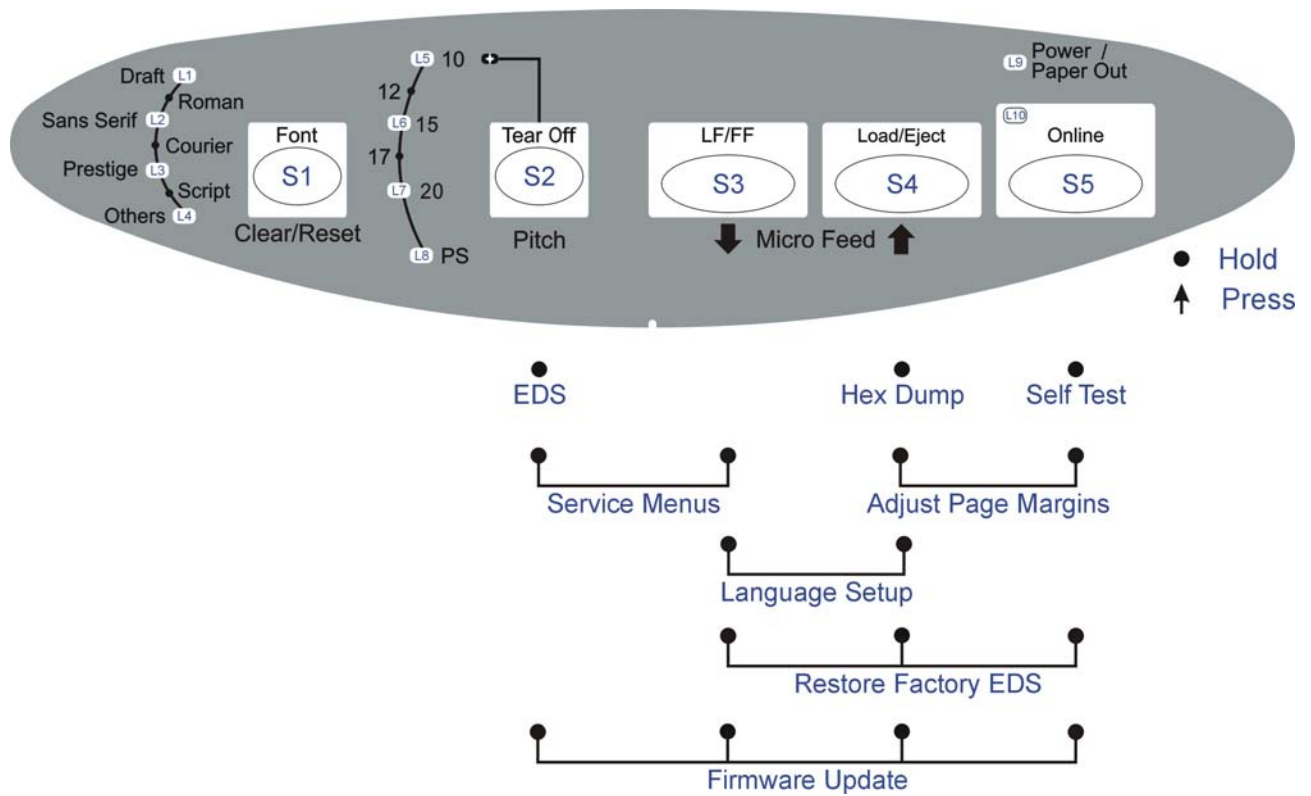 Draft L1
Roman
Sans Serif L2
Courier
Prestige L3
Script
Others L4
Font
S1
Clear/Reset
L5 10
12
L6 15
17
L7 20
L8 PS
Tear Off
S2
Pitch
LF/FF
S3
Load/Eject
S4
Micro Feed
L9 Power /
Paper Out
L10
Online
S5
Hold
Press
EDS
Hex Dump
Self Test
Service Menus
Adjust Page Margins
Language Setup
Restore Factory EDS
Firmware Update